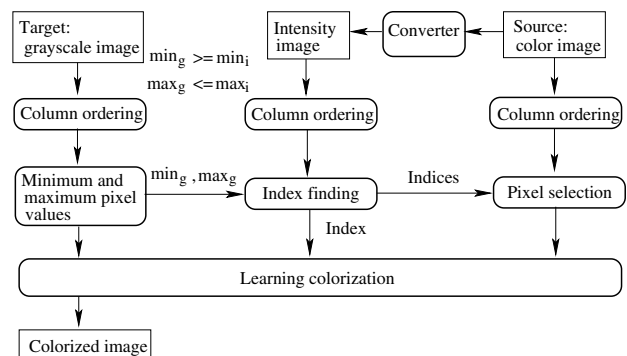 Target:
grayscale image
min_g >= min_i
max_g <= max_i
Intensity
image
Converter
Source:
color image
Column ordering
Column ordering
Column ordering
Minimum and
maximum pixel
values
min_g , max_g
Index finding
Indices
Pixel selection
Index
Learning colorization
Colorized image